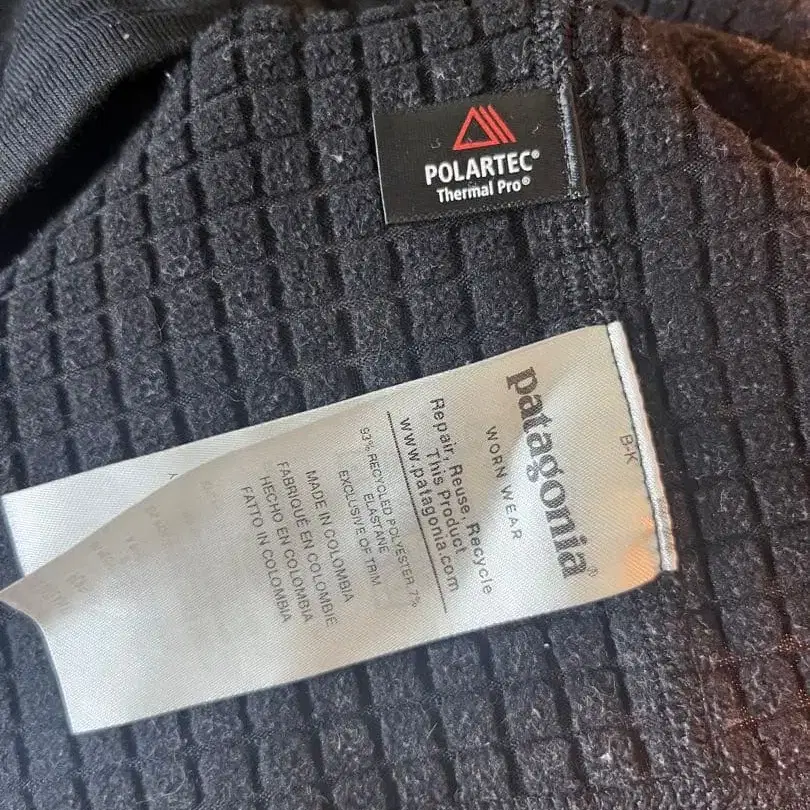 POLARTEC®
Thermal Pro®
B-K
patagonia®
WORN WEAR
Repair, Reuse, Recycle
This Product
www.patagonia.com
93% RECYCLED POLYESTER 7%
ELASTANE
EXCLUSIVE OF TRIM
MADE IN COLOMBIA
FABRIQUÉ EN COLOMBIE
HECHO EN COLOMBIA
FATTO IN COLOMBIA